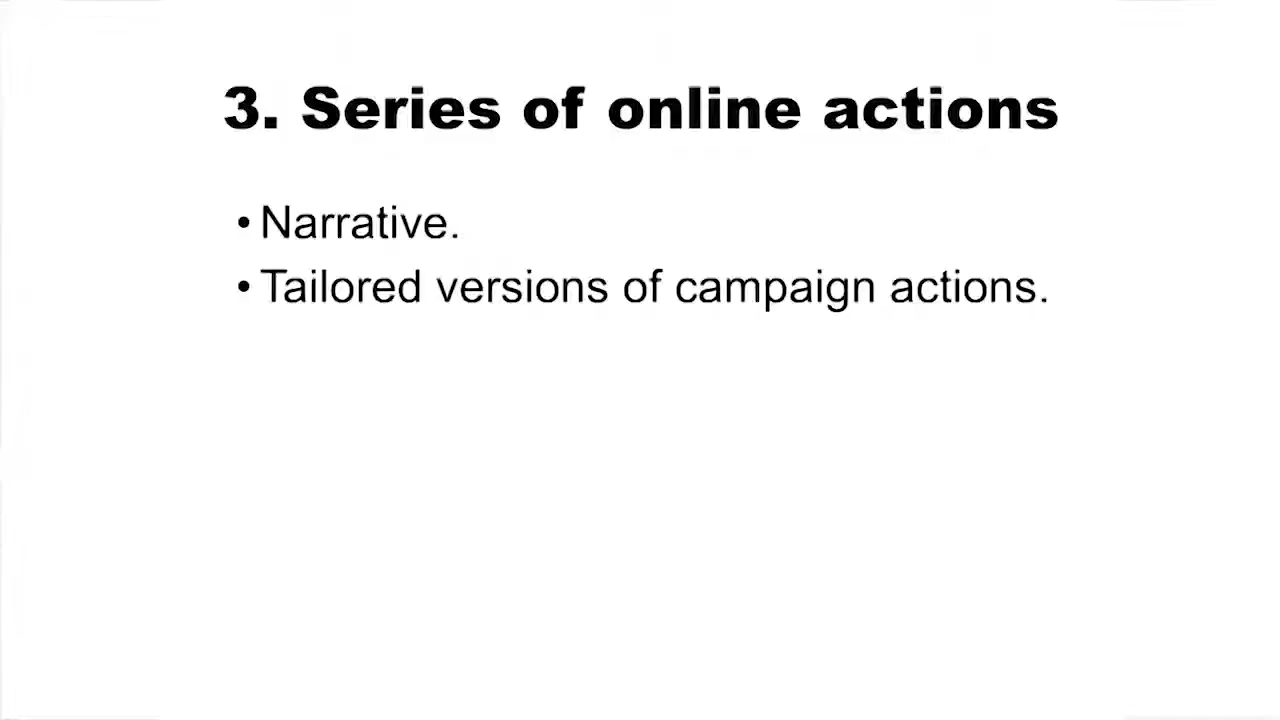 3. Series of online actions
• Narrative.
• Tailored versions of campaign actions.